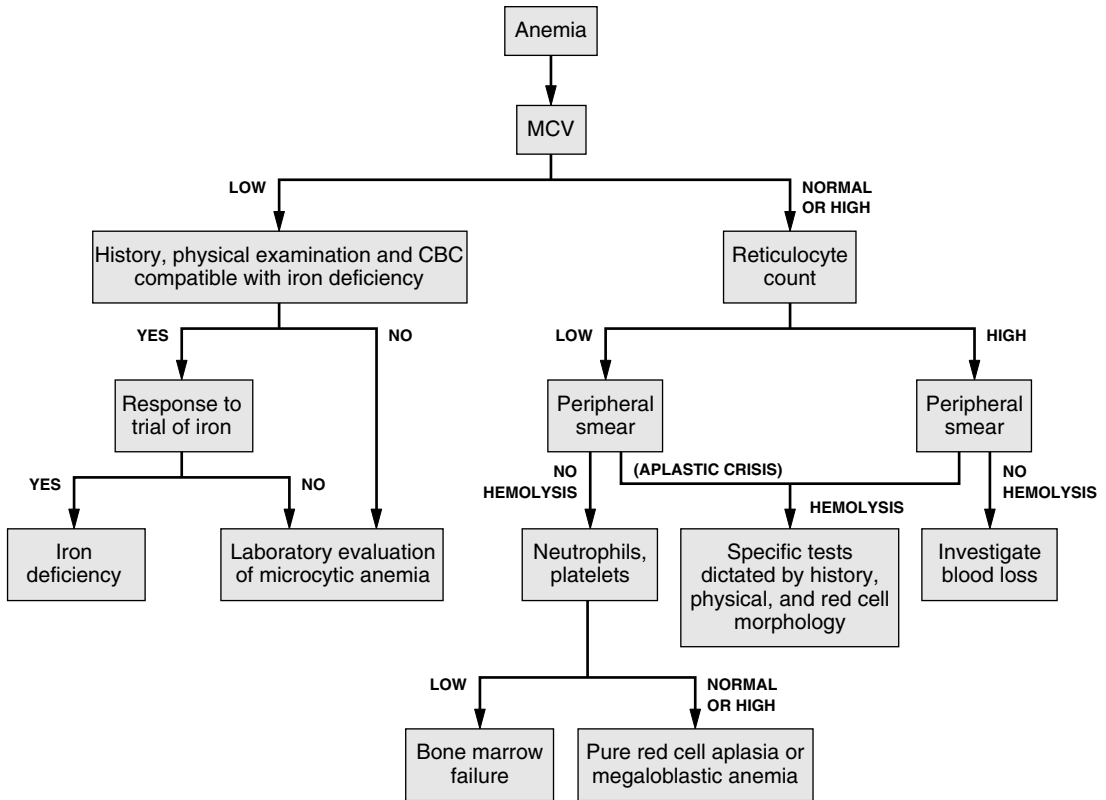 Anemia
MCV
LOW
NORMAL
OR HIGH
History, physical examination and CBC
compatible with iron deficiency
Reticulocyte
count
YES
NO
LOW
HIGH
Response to
trial of iron
Peripheral
smear
Peripheral
smear
YES
NO
NO
HEMOLYSIS
(APLASTIC CRISIS)
HEMOLYSIS
NO
HEMOLYSIS
Iron
deficiency
Laboratory evaluation
of microcytic anemia
Neutrophils,
platelets
Specific tests
dictated by history,
physical, and red cell
morphology
Investigate
blood loss
LOW
NORMAL
OR HIGH
Bone marrow
failure
Pure red cell aplasia or
megaloblastic anemia